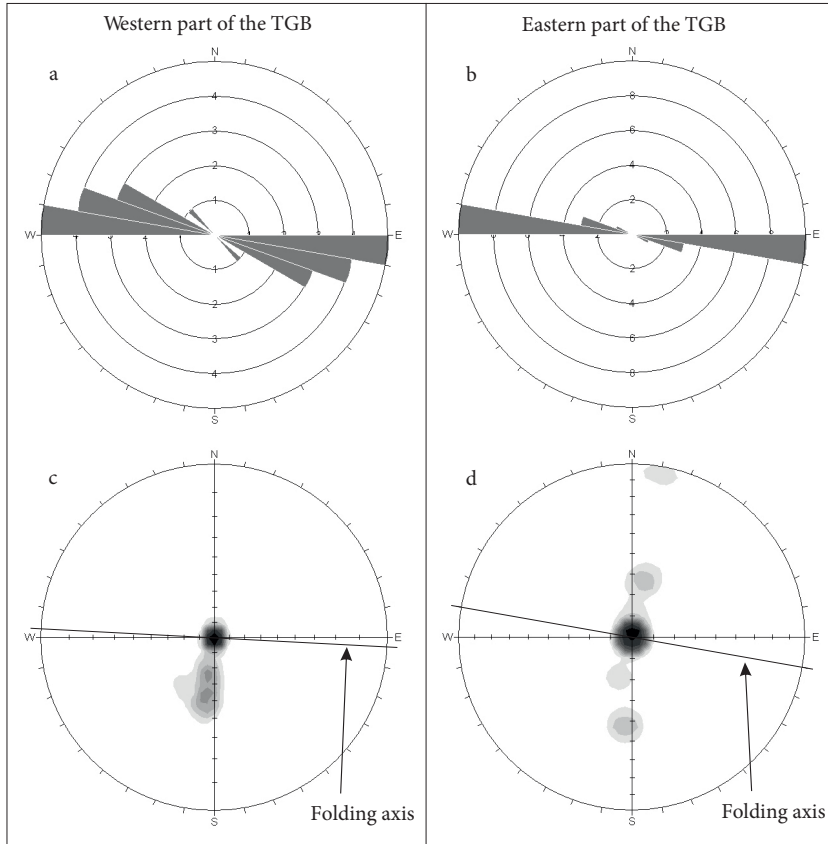 Western part of the TGB
Eastern part of the TGB
a
N
4
3
2
1
W
E
1
2
3
4
S
b
N
8
6
4
2
W
E
2
4
6
8
S
c
N
W
E
S
Folding axis
d
N
W
E
S
Folding axis